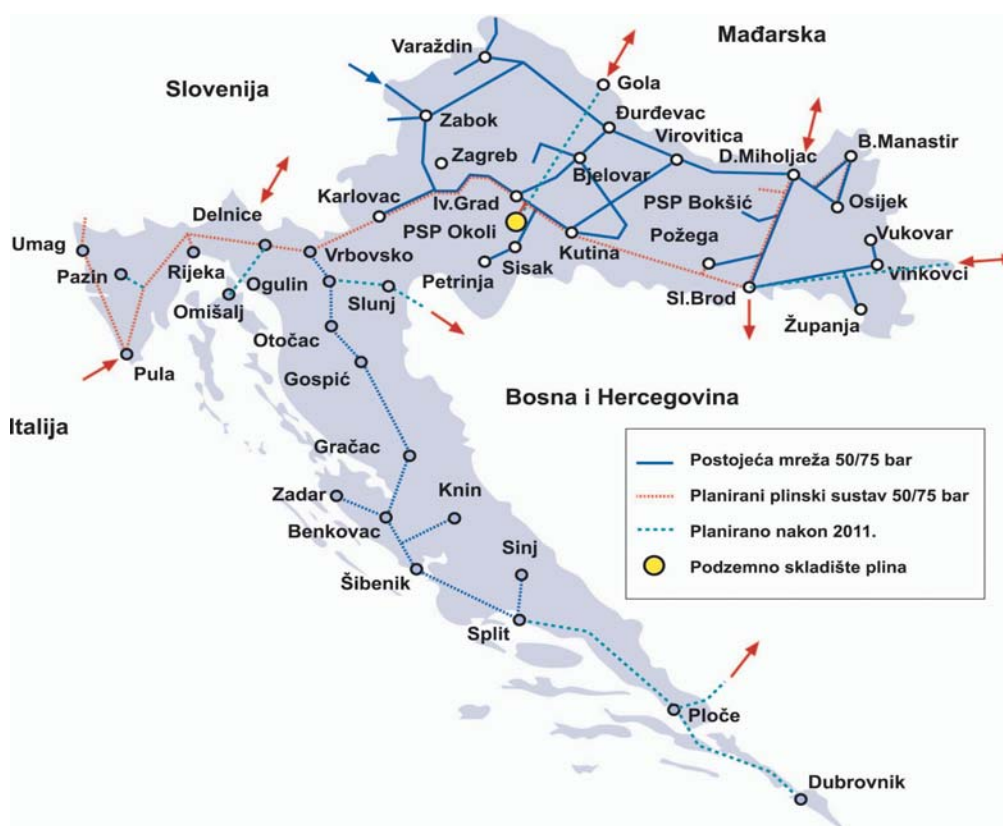 Varaždin
Mađarska
Slovenija
Gola
Đurđevac
Zabok
Virovitica
B.Manastir
D.Miholjac
Zagreb
Bjelovar
Karlovac
Iv.Grad
PSP Bokšić
Osijek
Delnice
PSP Okoli
Požega
Vukovar
Umag
Vrbovsko
Kutina
Pazin
Rijeka
Sisak
Vinkovci
Petrinja
Ogulin
Slunj
Sl.Brod
Omišalj
Županja
Otočac
Pula
Gospić
Bosna i Hercegovina
Italija
Gračac
Postojeća mreža 50/75 bar
Zadar
Knin
Planirani plinski sustav 50/75 bar
Benkovac
Planirano nakon 2011.
Sinj
Podzemno skladište plina
Šibenik
Split
Ploče
Dubrovnik